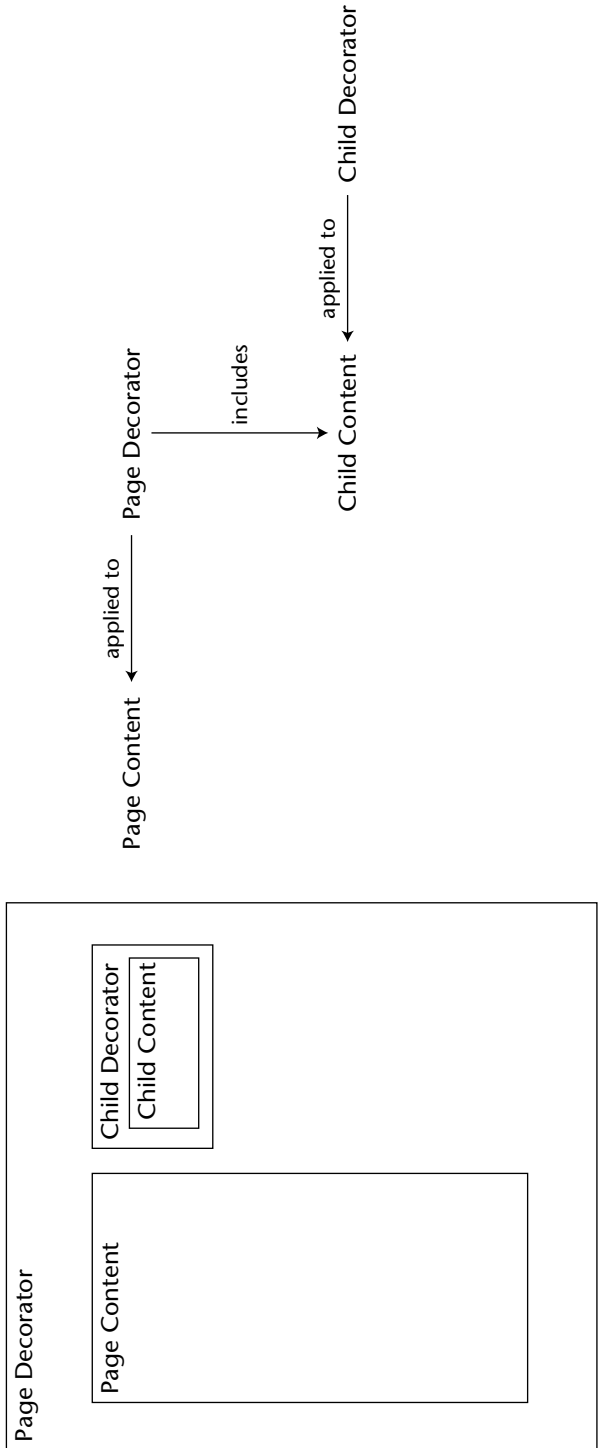 Page Decorator
Page Content
Child Decorator
Child Content
Page Content
applied to
Page Decorator
includes
Child Content
applied to
Child Decorator